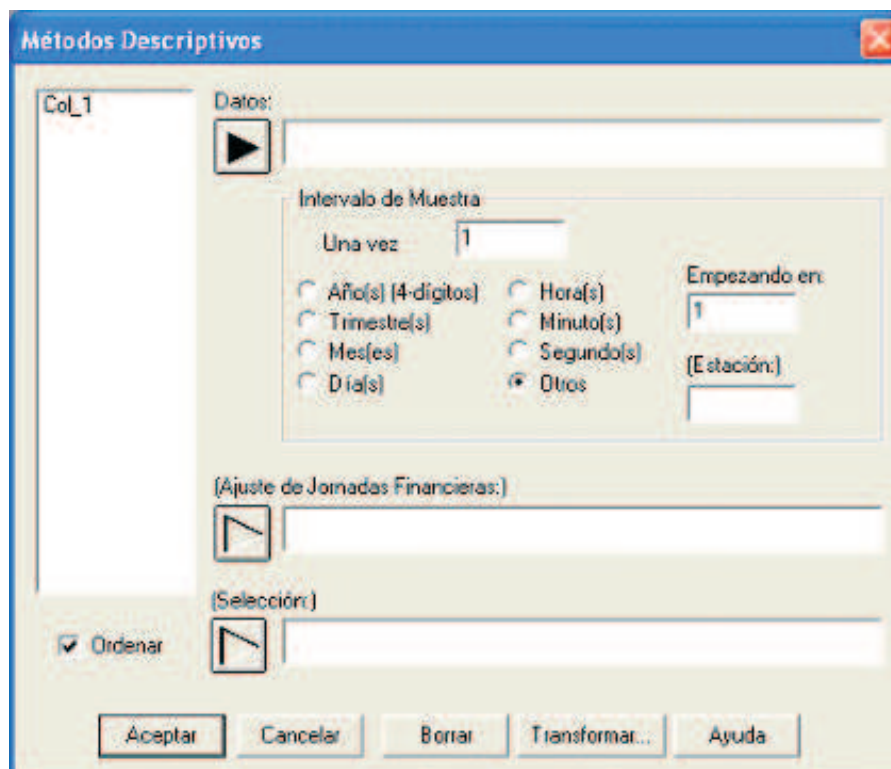 Métodos Descriptivos
Col_1
Datos:
Intervalo de Muestra
Una vez 1
Año(s) (4-dígitos)
Hora(s)
Empezando en:
Trimestre(s)
Minuto(s)
1
Mes(es)
Segundo(s)
(Estación:)
Día(s)
Otros
(Ajuste de Jornadas Financieras:)
(Selección:)
Ordenar
Aceptar Cancelar Borrar Transformar... Ayuda